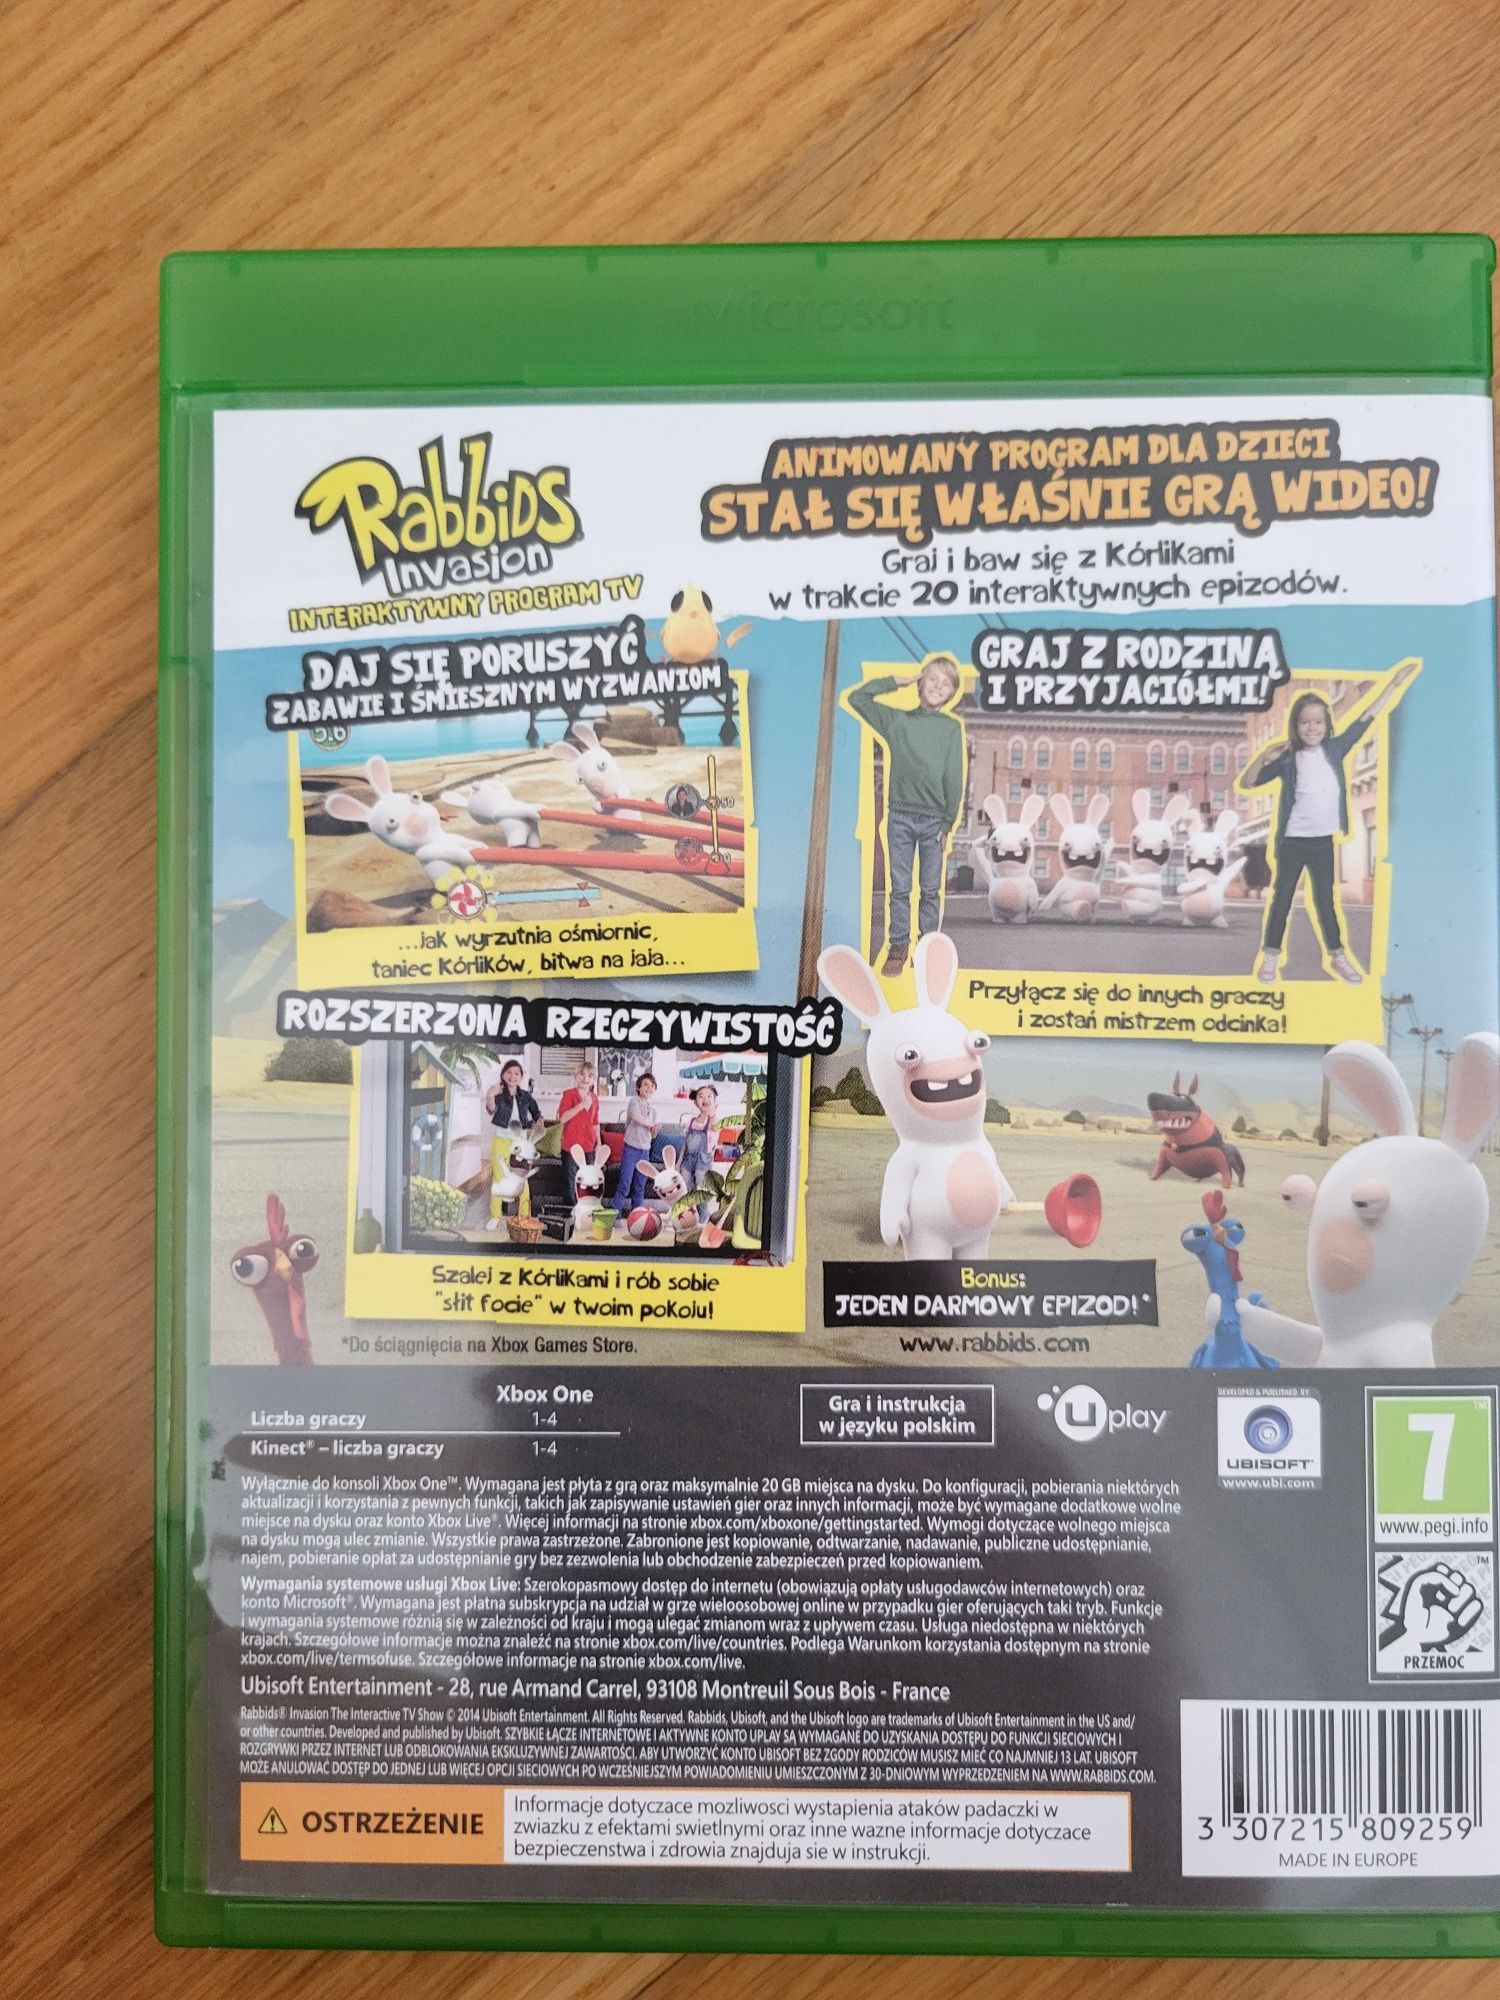 Microsoft
Rabbids
Invasion
INTERAKTYWNY PROGRAM TV
ANIMOWANY PROGRAM DLA DZIECI
STAŁ SIĘ WŁAŚNIE GRĄ WIDEO!
Graj i baw się z Kórlikami
w trakcie 20 interaktywnych epizodów.
DAJ SIĘ PORUSZYĆ
ZABAWIE I ŚMIESZNYM WYZWANIOM
...jak wyrzutnia ośmiornic,
taniec Kórlików, bitwa na jaja...
GRAJ Z RODZINĄ
I PRZYJACIÓŁMI!
Przyłącz się do innych graczy
i zostań mistrzem odcinka!
ROZSZERZONA RZECZYWISTOŚĆ
Szalej z Kórlikami i rób sobie
"słit focie" w twoim pokoju!
Bonus:
JEDEN DARMOWY EPIZOD!*
*Do ściągnięcia na Xbox Games Store.
www.rabbids.com
Xbox One
Liczba graczy 1-4
Kinect® – liczba graczy 1-4
Gra i instrukcja
w języku polskim
Uplay
DEVELOPED & PUBLISHED BY
UBISOFT
www.ubi.com
7
www.pegi.info
PRZEMOC
Wyłącznie do konsoli Xbox One™. Wymagana jest płyta z grą oraz maksymalnie 20 GB miejsca na dysku. Do konfiguracji, pobierania niektórych
aktualizacji i korzystania z pewnych funkcji, takich jak zapisywanie ustawień gier oraz innych informacji, może być wymagane dodatkowe wolne
miejsce na dysku oraz konto Xbox Live®. Więcej informacji na stronie xbox.com/xboxone/gettingstarted. Wymogi dotyczące wolnego miejsca
na dysku mogą ulec zmianie. Wszystkie prawa zastrzeżone. Zabronione jest kopiowanie, odtwarzanie, nadawanie, publiczne udostępnianie,
najem, pobieranie opłat za udostępnianie gry bez zezwolenia lub obchodzenie zabezpieczeń przed kopiowaniem.
Wymagania systemowe usługi Xbox Live: Szerokopasmowy dostęp do internetu (obowiązują opłaty usługodawców internetowych) oraz
konto Microsoft®. Wymagana jest płatna subskrypcja na udział w grze wieloosobowej online w przypadku gier oferujących taki tryb. Funkcje
i wymagania systemowe różnią się w zależności od kraju i mogą ulegać zmianom wraz z upływem czasu. Usługa niedostępna w niektórych
krajach. Szczegółowe informacje można znaleźć na stronie xbox.com/live/countries. Podlega Warunkom korzystania dostępnym na stronie
xbox.com/live/termsofuse. Szczegółowe informacje na stronie xbox.com/live.
Ubisoft Entertainment - 28, rue Armand Carrel, 93108 Montreuil Sous Bois - France
Rabbids® Invasion The Interactive TV Show © 2014 Ubisoft Entertainment. All Rights Reserved. Rabbids, Ubisoft, and the Ubisoft logo are trademarks of Ubisoft Entertainment in the US and/
or other countries. Developed and published by Ubisoft. SZYBKIE ŁĄCZE INTERNETOWE I AKTYWNE KONTO UPLAY SĄ WYMAGANE DO UZYSKANIA DOSTĘPU DO FUNKCJI SIECIOWYCH I
ROZGRYWKI PRZEZ INTERNET LUB ODBLOKOWANIA EKSKLUZYWNEJ ZAWARTOŚCI. ABY UTWORZYĆ KONTO UBISOFT BEZ ZGODY RODZICÓW MUSISZ MIEĆ CO NAJMNIEJ 13 LAT. UBISOFT
MOŻE ANULOWAĆ DOSTĘP DO JEDNEJ LUB WIĘCEJ OPCJI SIECIOWYCH PO WCZEŚNIEJSZYM POWIADOMIENIU UMIESZCZONYM Z 30-DNIOWYM WYPRZEDZENIEM NA WWW.RABBIDS.COM.
OSTRZEŻENIE
Informacje dotyczace mozliwosci wystapienia ataków padaczki w
zwiazku z efektami swietlnymi oraz inne wazne informacje dotyczace
bezpieczenstwa i zdrowia znajduja sie w instrukcji.
3 307215 809259
MADE IN EUROPE